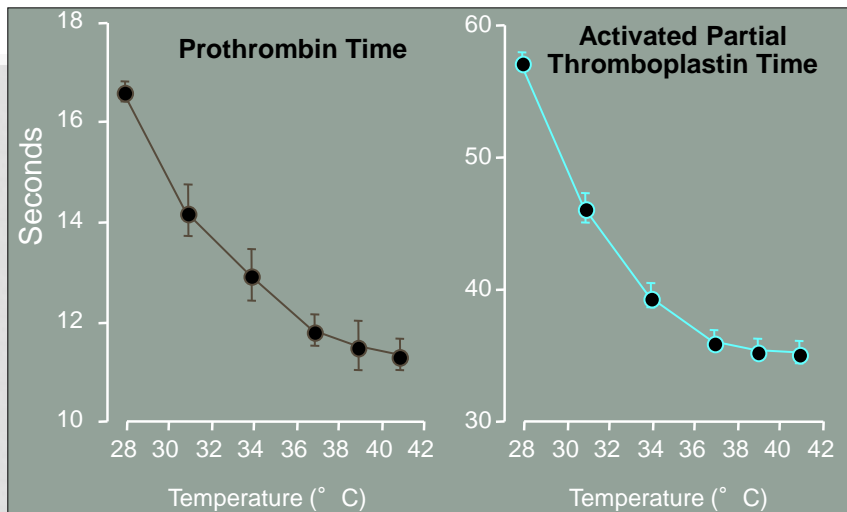 Prothrombin Time
Seconds
18
16
14
12
10
28 30 32 34 36 38 40 42
Temperature (° C)
Activated Partial
Thromboplastin Time
60
50
40
30
28 30 32 34 36 38 40 42
Temperature (° C)